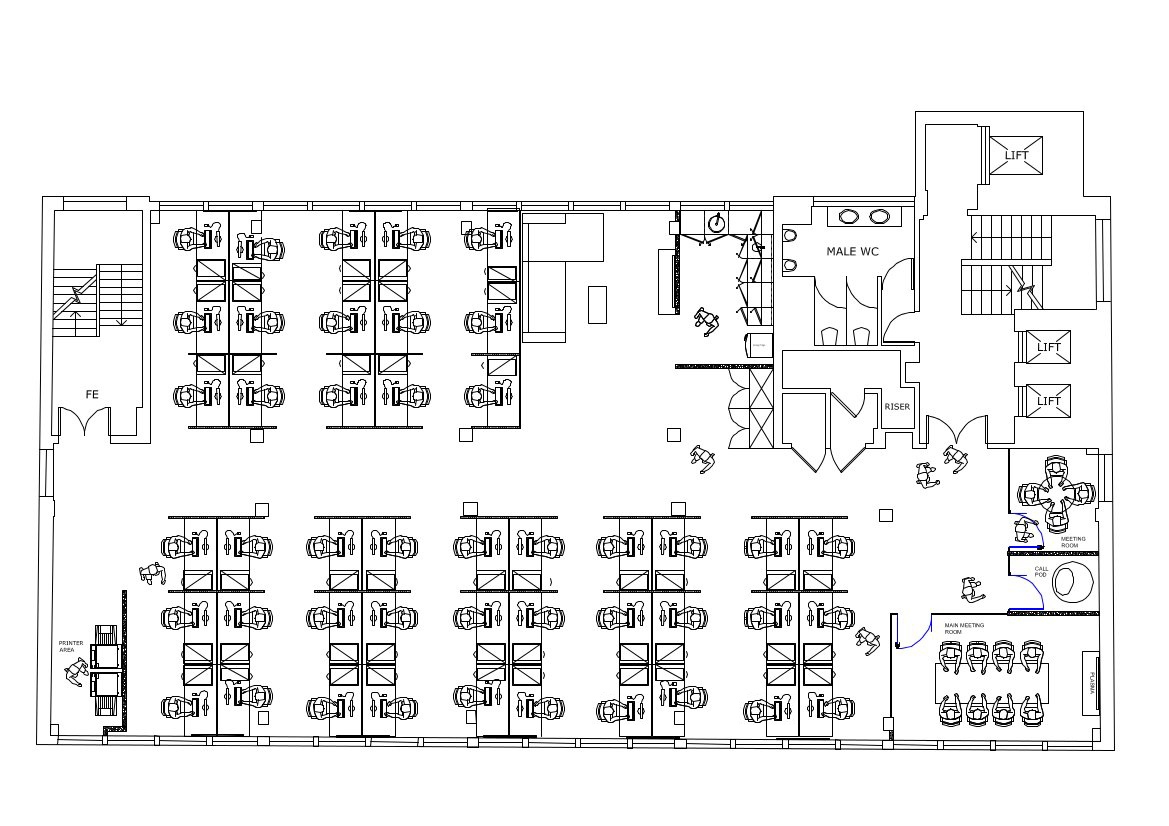 LIFT
MALE WC
LIFT
FE
LIFT
RISER
MEETING
ROOM
CALL
POD
MAIN MEETING
ROOM
PRINTER
AREA
PLASMA